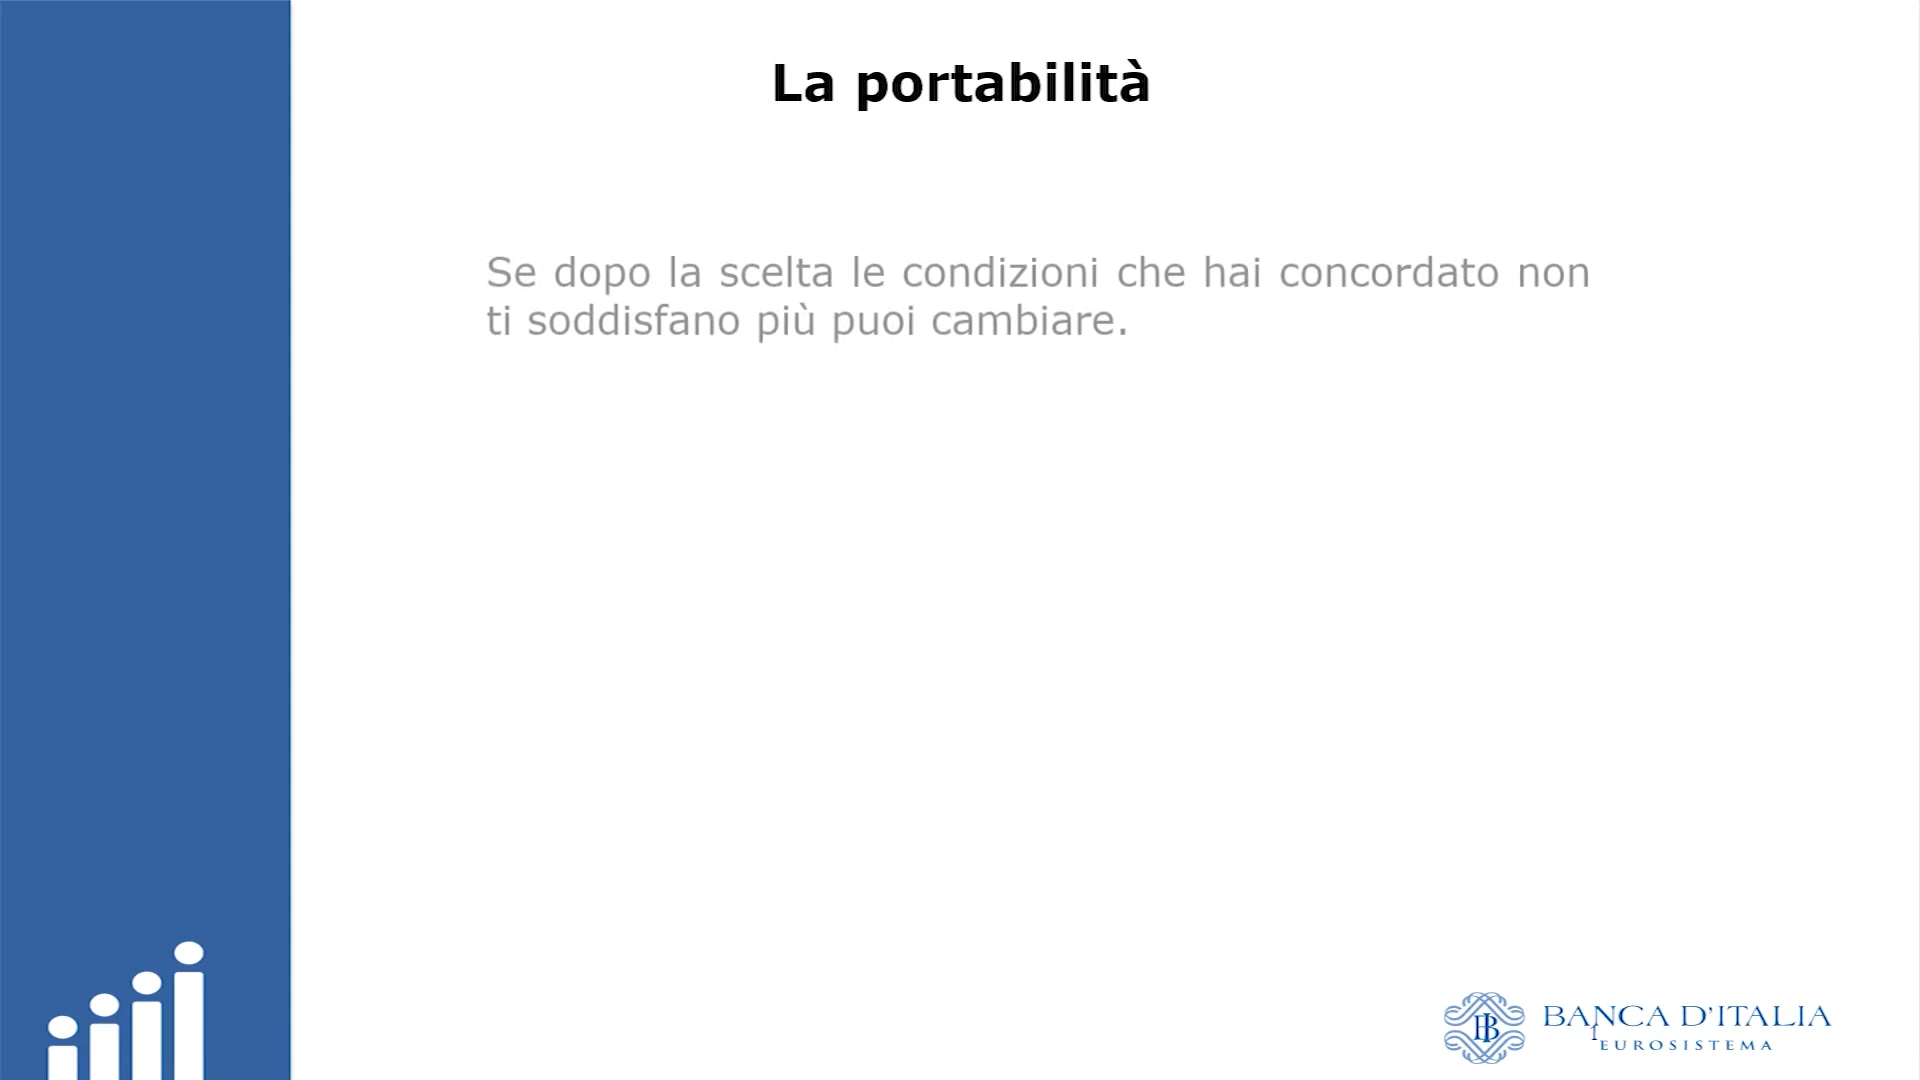 La portabilità
Se dopo la scelta le condizioni che hai concordato non
ti soddisfano più puoi cambiare.
BANCA D'ITALIA
1
EUROSISTEMA